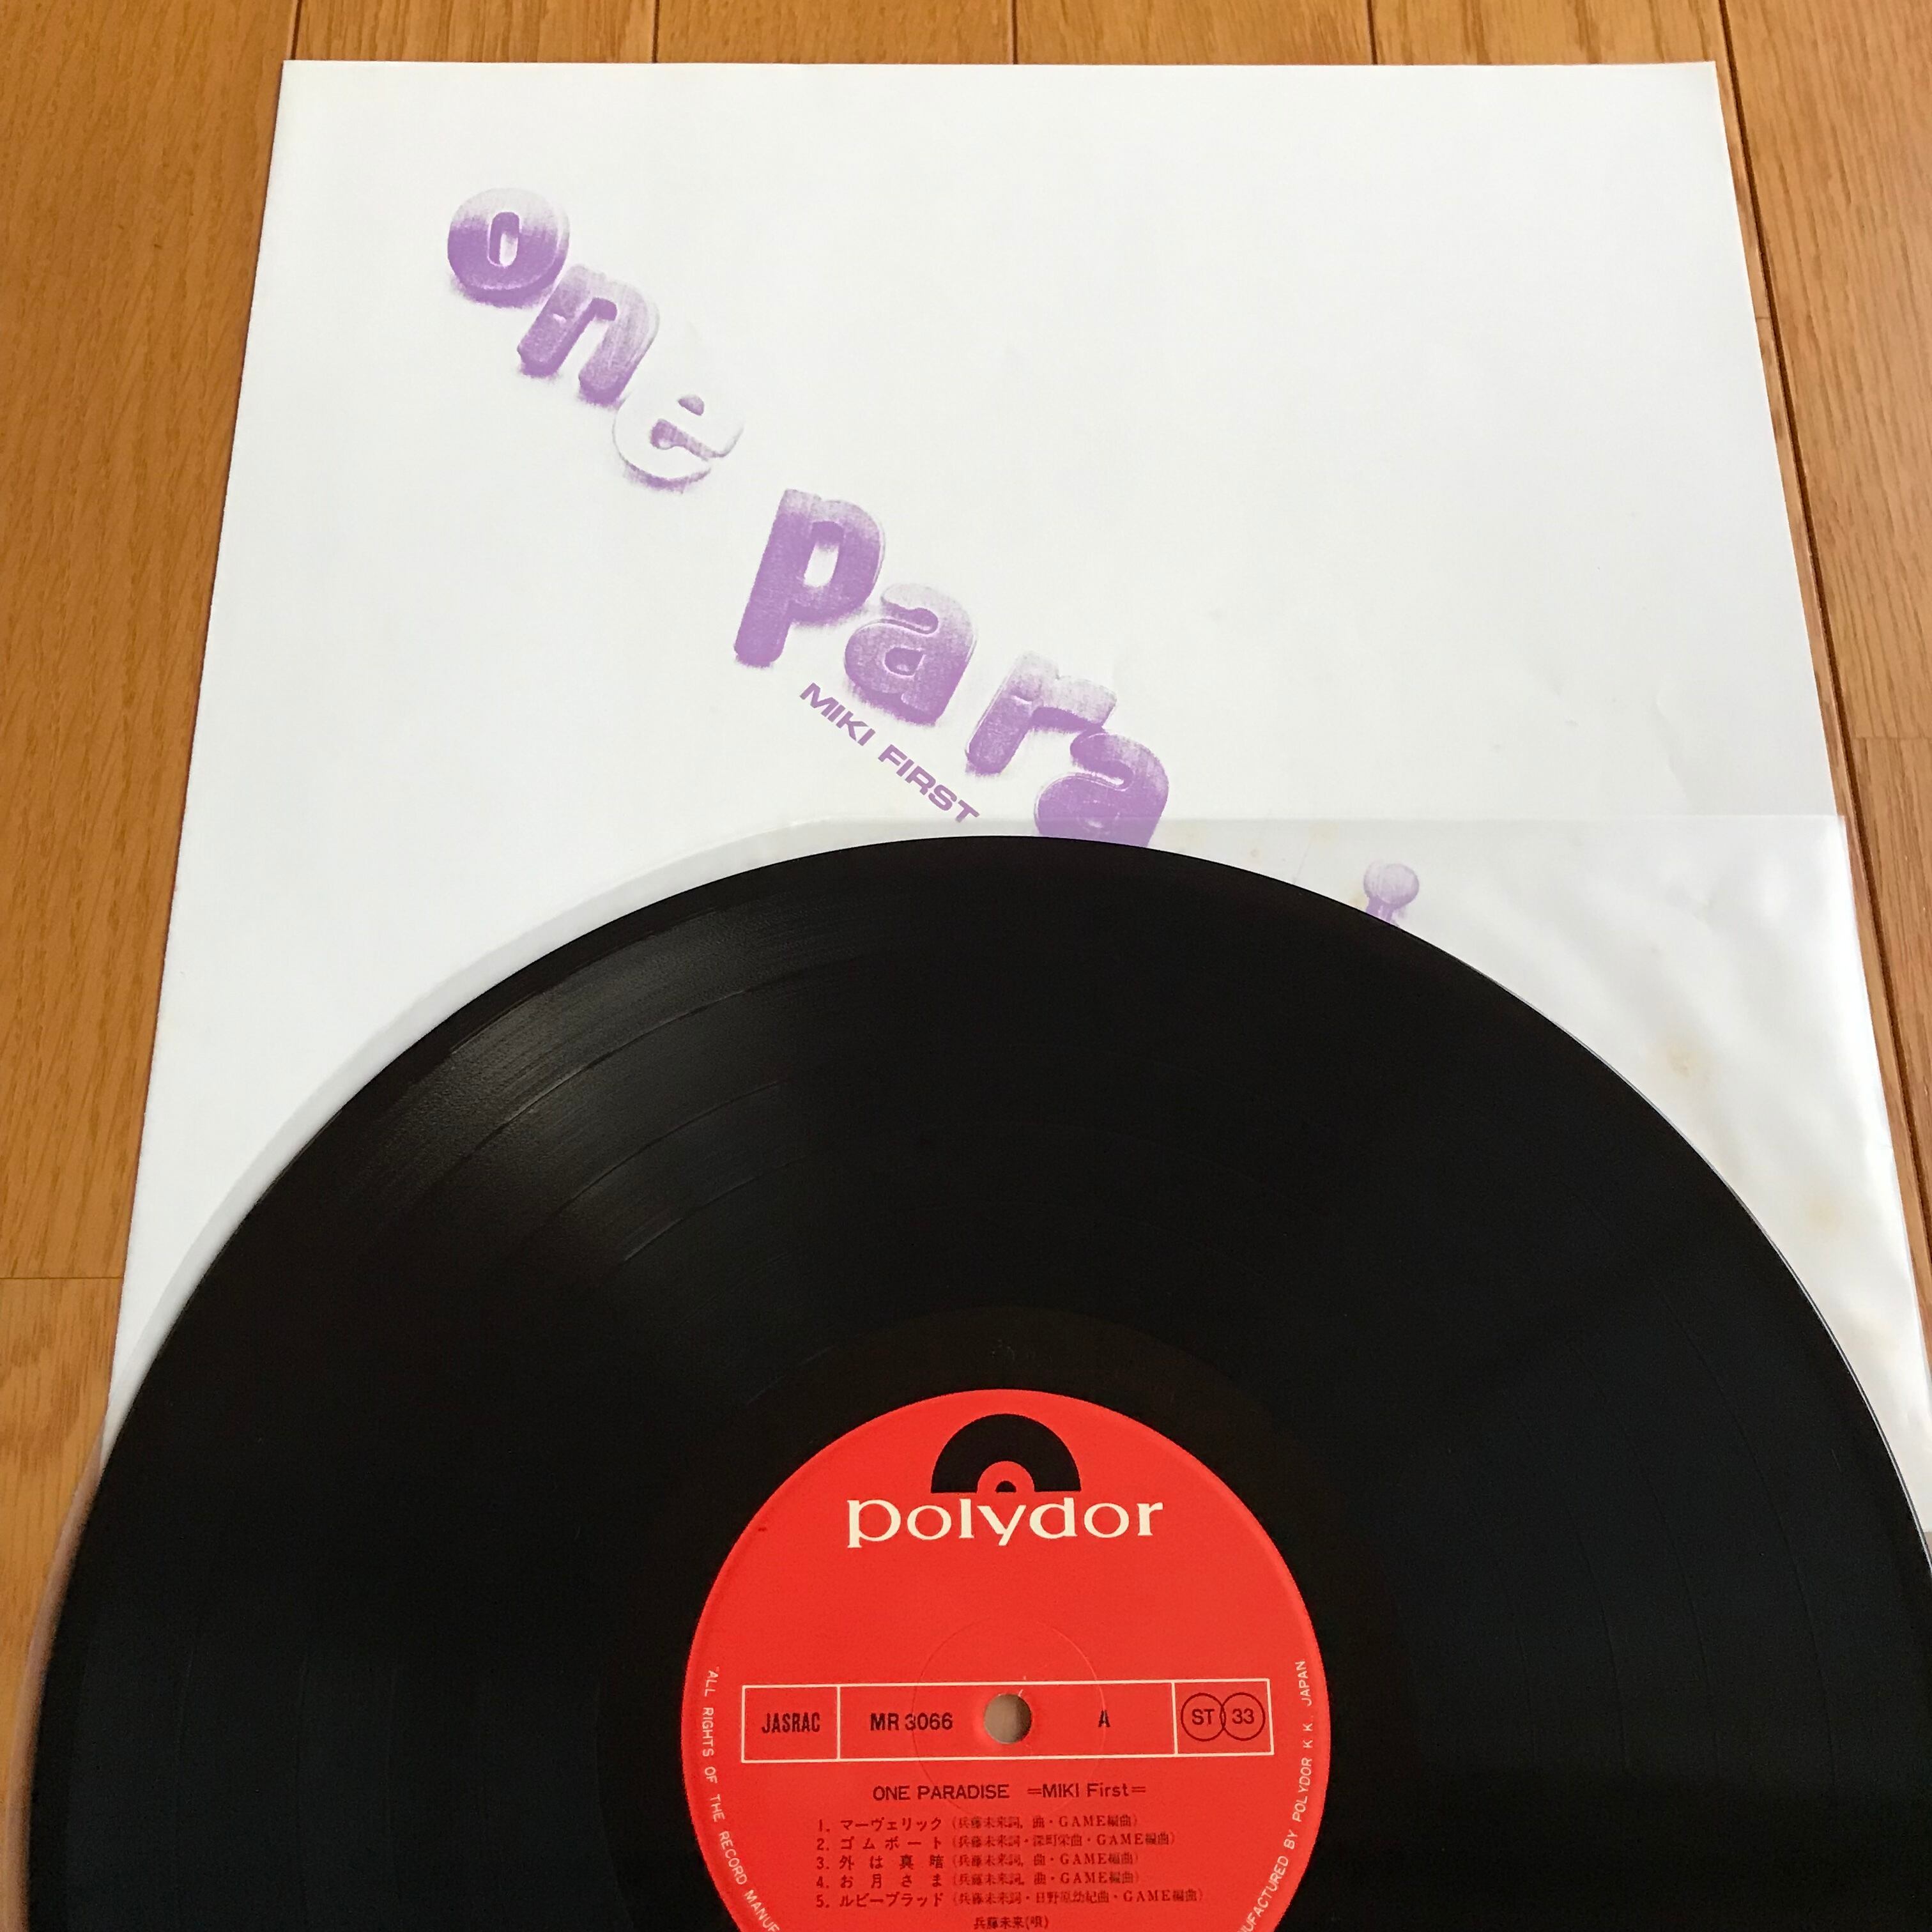 one para i
MIKI FIRST
polydor
JASRAC MR 3066 A ST 33
ONE PARADISE =MIKI First=
1. マーヴェリック (兵藤未来詞, 曲・GAME編曲)
2. ゴムボート (兵藤未来詞・深町栄曲・GAME編曲)
3. 外は真暗 (兵藤未来詞, 曲・GAME編曲)
4. お月さま (兵藤未来詞, 曲・GAME編曲)
5. ルビーブラッド (兵藤未来詞・日野原幼紀曲・GAME編曲)
兵藤未来(唄)
"ALL RIGHTS OF THE RECORD MANUF
NUFACTURED BY POLYDOR K. K. JAPAN